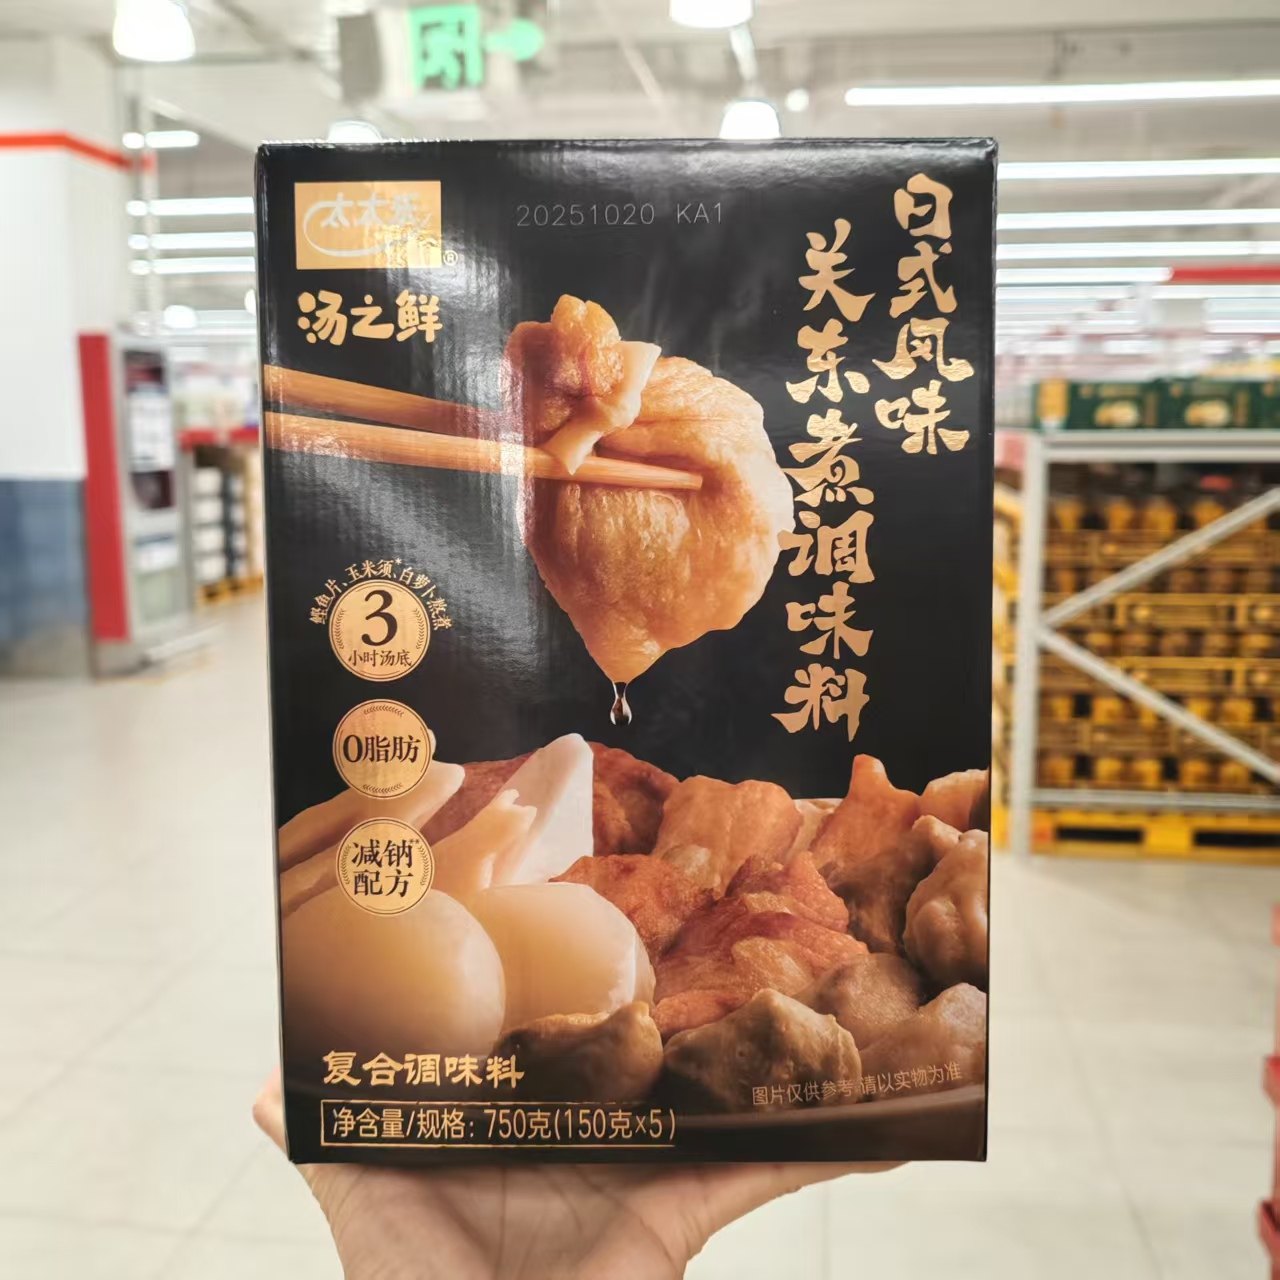 太太乐
®
20251020 KA1
汤之鲜
日式风味
关东煮调味料
鲣鱼片、玉米须*、白萝卜熬煮
3
小时汤底
0脂肪
减钠**
配方
复合调味料
净含量/规格：750克(150克×5)
图片仅供参考,请以实物为准